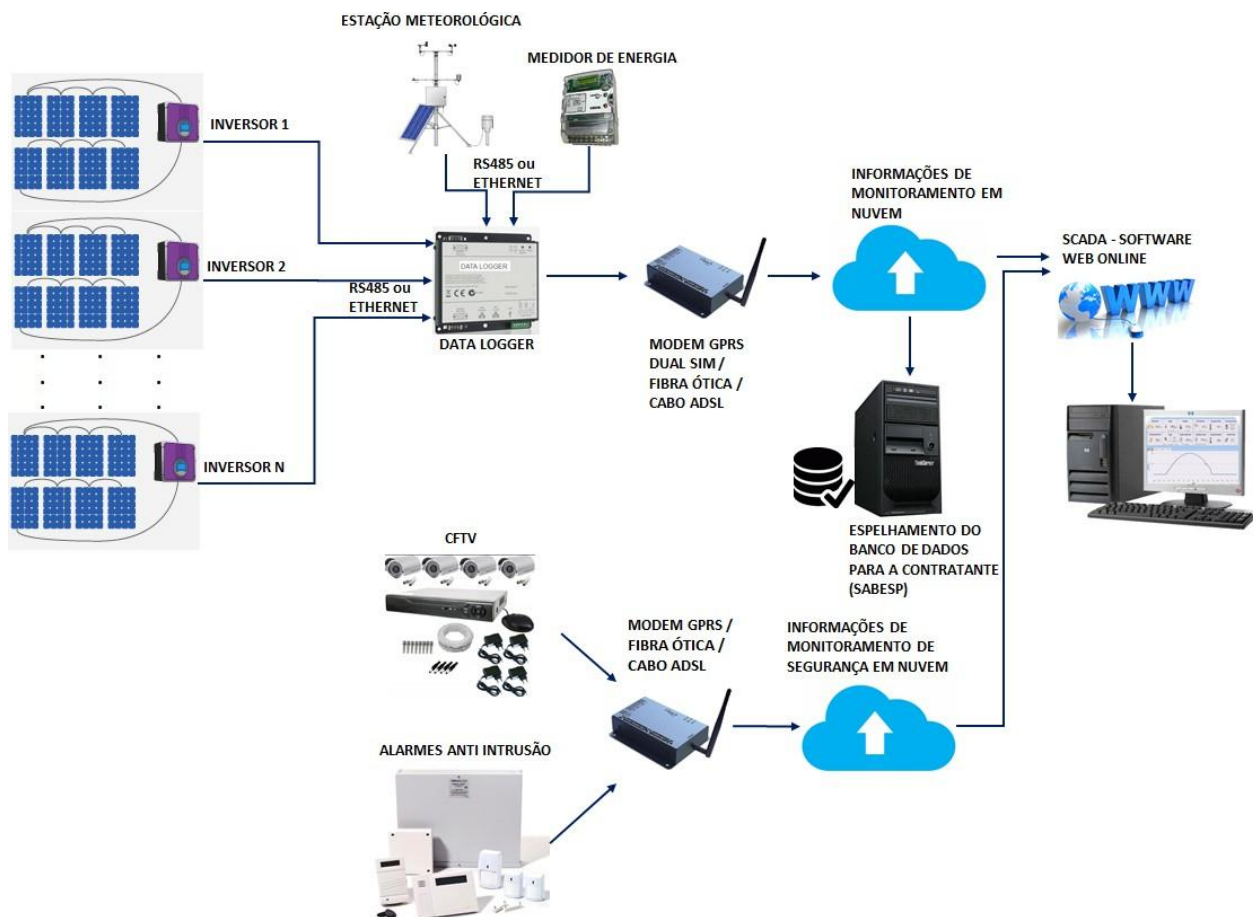 ESTAÇÃO METEOROLÓGICA
MEDIDOR DE ENERGIA
INVERSOR 1
RS485 ou
ETHERNET
INFORMAÇÕES DE
MONITORAMENTO EM
NUVEM
SCADA - SOFTWARE
WEB ONLINE
INVERSOR 2
RS485 ou
ETHERNET
DATA LOGGER
DATA LOGGER
WWW
MODEM GPRS
DUAL SIM /
FIBRA ÓTICA /
CABO ADSL
INVERSOR N
ESPELHAMENTO DO
BANCO DE DADOS
PARA A CONTRATANTE
(SABESP)
CFTV
MODEM GPRS /
FIBRA ÓTICA /
CABO ADSL
INFORMAÇÕES DE
MONITORAMENTO DE
SEGURANÇA EM NUVEM
ALARMES ANTI INTRUSÃO